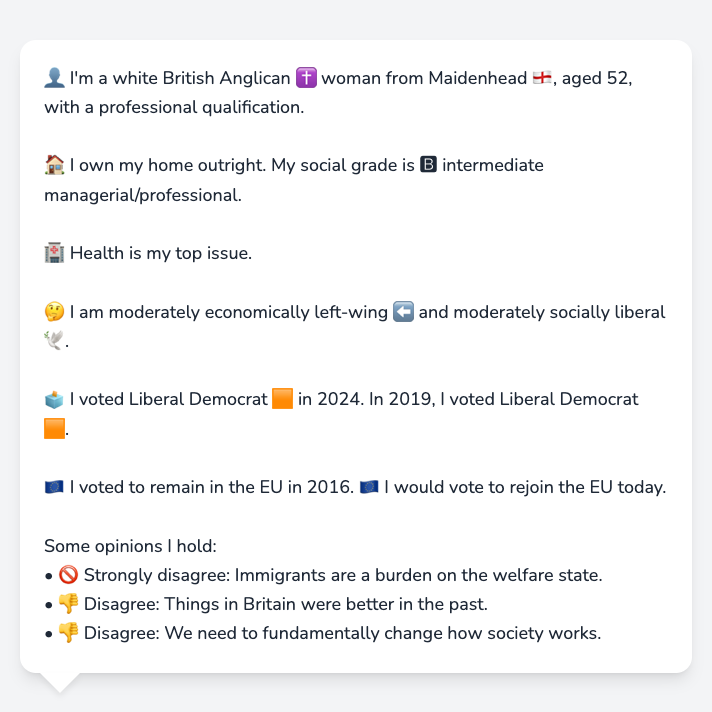 👤 I'm a white British Anglican ✝️ woman from Maidenhead 🏴󠁧󠁢󠁥󠁮󠁧󠁿, aged 52,
with a professional qualification.
🏠 I own my home outright. My social grade is 🅱 intermediate
managerial/professional.
🏥 Health is my top issue.
🤔 I am moderately economically left-wing ⬅️ and moderately socially liberal
🕊️.
🗳️ I voted Liberal Democrat 🟧 in 2024. In 2019, I voted Liberal Democrat
🟧.
🇪🇺 I voted to remain in the EU in 2016. 🇪🇺 I would vote to rejoin the EU today.
Some opinions I hold:
• 🚫 Strongly disagree: Immigrants are a burden on the welfare state.
• 👎 Disagree: Things in Britain were better in the past.
• 👎 Disagree: We need to fundamentally change how society works.